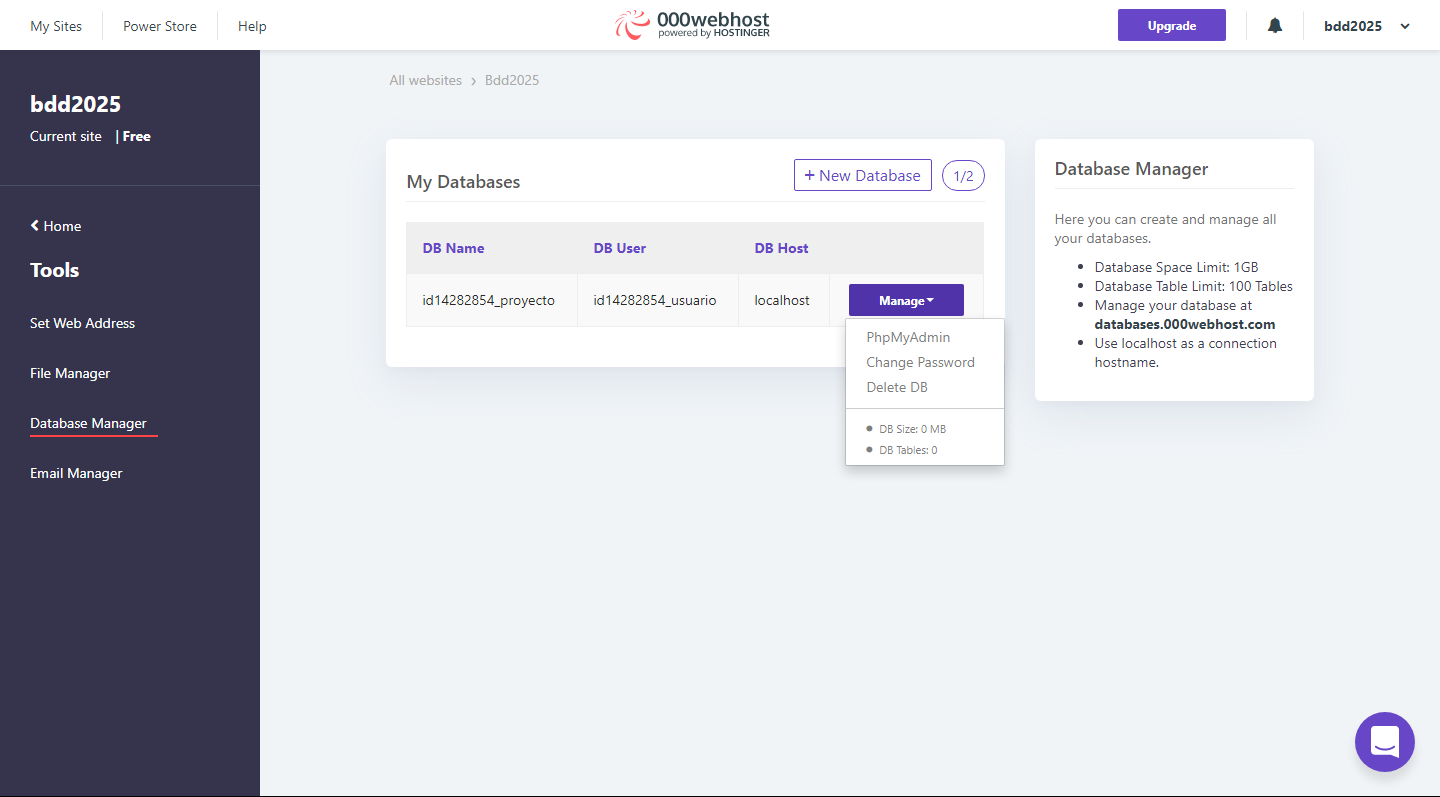 My Sites
Power Store
Help
000webhost
powered by HOSTINGER
Upgrade
bdd2025
bdd2025
Current site | Free
Home
Tools
Set Web Address
File Manager
Database Manager
Email Manager
All websites › Bdd2025
My Databases
+ New Database
1/2
DB Name DB User DB Host
id14282854_proyecto id14282854_usuario localhost Manage
PhpMyAdmin
Change Password
Delete DB
DB Size: 0 MB
DB Tables: 0
Database Manager
Here you can create and manage all
your databases.
Database Space Limit: 1GB
Database Table Limit: 100 Tables
Manage your database at
databases.000webhost.com
Use localhost as a connection
hostname.